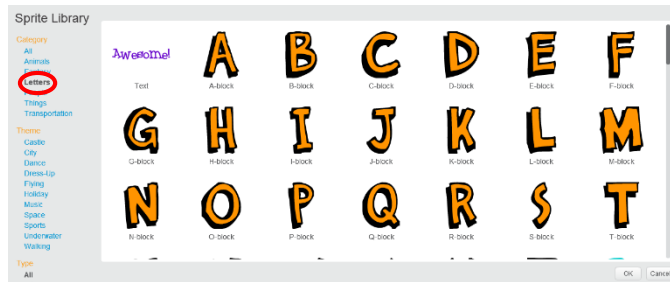 Sprite Library
Category
All
Animals
Letters
Things
Transportation
Theme
Castle
City
Dance
Dress-Up
Flying
Holiday
Music
Space
Sports
Underwater
Walking
Type
All
Awesome! A B C D E F
Text A-block B-block C-block D-block E-block F-block
G H I J K L M
G-block H-block I-block J-block K-block L-block M-block
N O P Q R S T
N-block O-block P-block Q-block R-block S-block T-block
OK Cancel